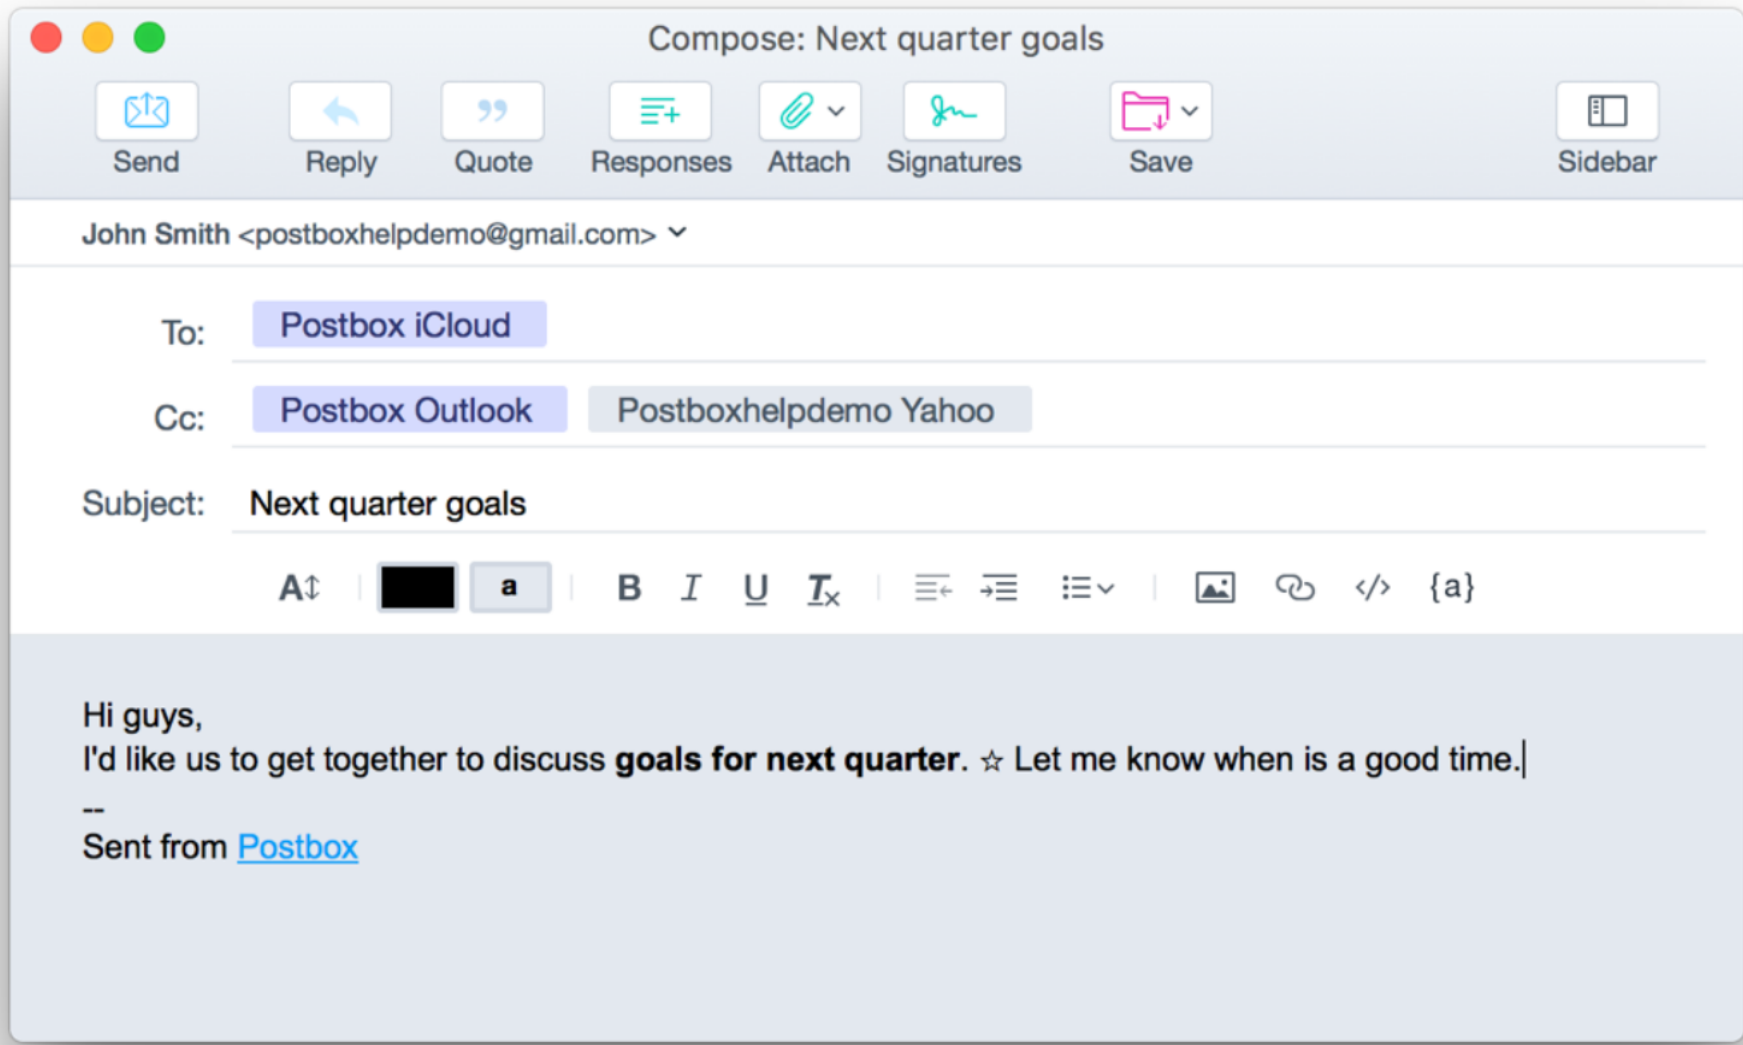 Compose: Next quarter goals
Send Reply Quote Responses Attach Signatures Save Sidebar
John Smith <postboxhelpdemo@gmail.com>
To: Postbox iCloud
Cc: Postbox Outlook Postboxhelpdemo Yahoo
Subject: Next quarter goals
A a B I U Tx </> {a}
Hi guys,
I'd like us to get together to discuss goals for next quarter. ☆ Let me know when is a good time.
--
Sent from Postbox